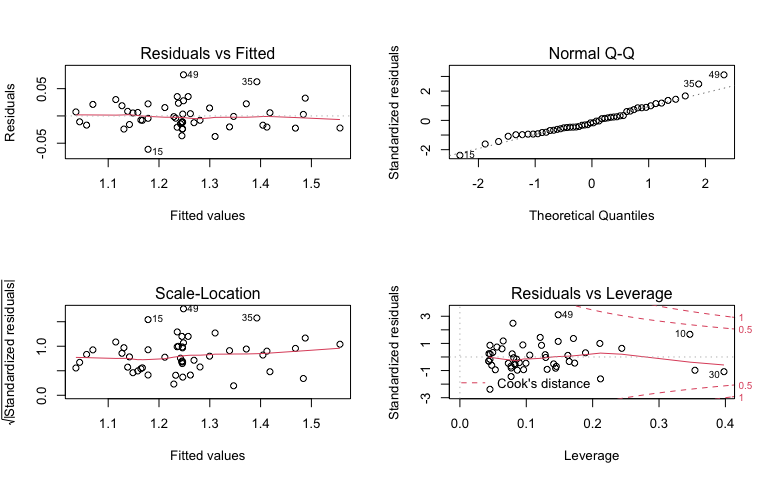 Residuals vs Fitted
Residuals
0.05
-0.05
49
35
15
1.1 1.2 1.3 1.4 1.5
Fitted values
Normal Q-Q
Standardized residuals
2
0
-2
49
35
15
-2 -1 0 1 2
Theoretical Quantiles
Scale-Location
√|Standardized residuals|
1.0
0.0
15
49
35
1.1 1.2 1.3 1.4 1.5
Fitted values
Residuals vs Leverage
Standardized residuals
3
1
-1
-3
49
10
30
1
0.5
0.5
1
Cook's distance
0.0 0.1 0.2 0.3 0.4
Leverage